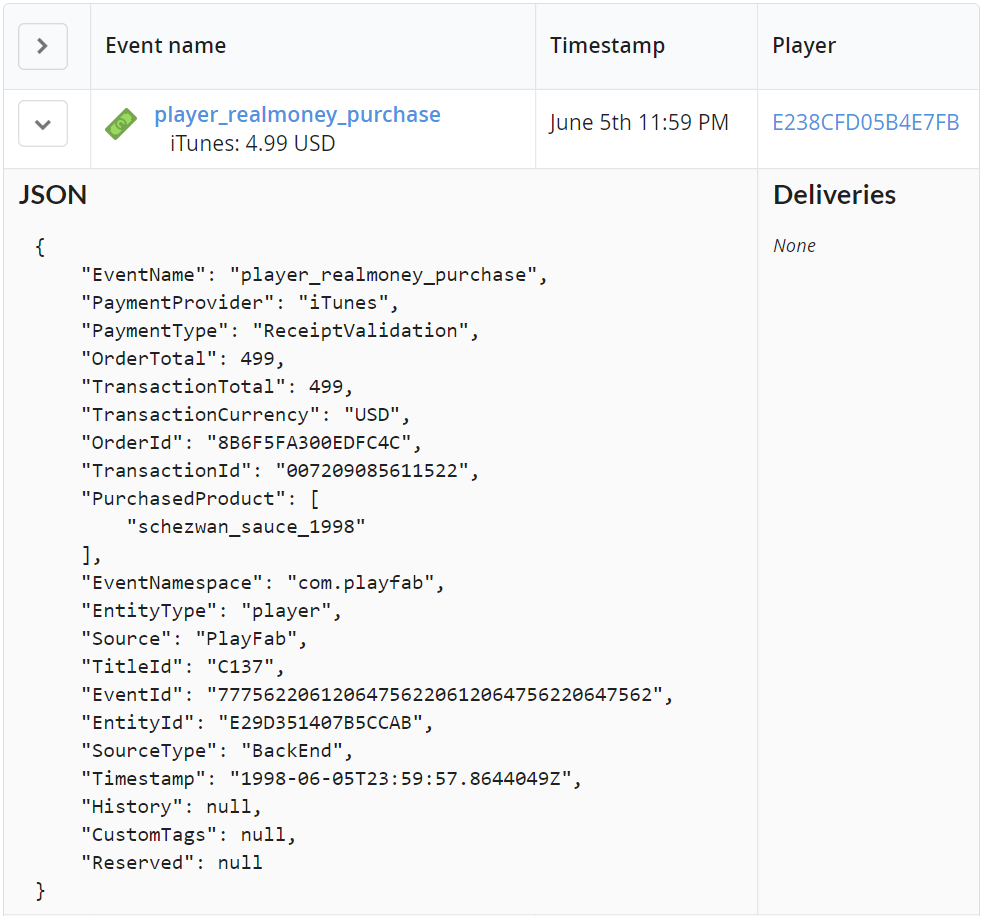 Event name Timestamp Player
player_realmoney_purchase
iTunes: 4.99 USD
June 5th 11:59 PM
E238CFD05B4E7FB
JSON
{
"EventName": "player_realmoney_purchase",
"PaymentProvider": "iTunes",
"PaymentType": "ReceiptValidation",
"OrderTotal": 499,
"TransactionTotal": 499,
"TransactionCurrency": "USD",
"OrderId": "8B6F5FA300EDFC4C",
"TransactionId": "007209085611522",
"PurchasedProduct": [
"schezwan_sauce_1998"
],
"EventNamespace": "com.playfab",
"EntityType": "player",
"Source": "PlayFab",
"TitleId": "C137",
"EventId": "77756220612064756220612064756220647562",
"EntityId": "E29D351407B5CCAB",
"SourceType": "BackEnd",
"Timestamp": "1998-06-05T23:59:57.8644049Z",
"History": null,
"CustomTags": null,
"Reserved": null
}
Deliveries
None